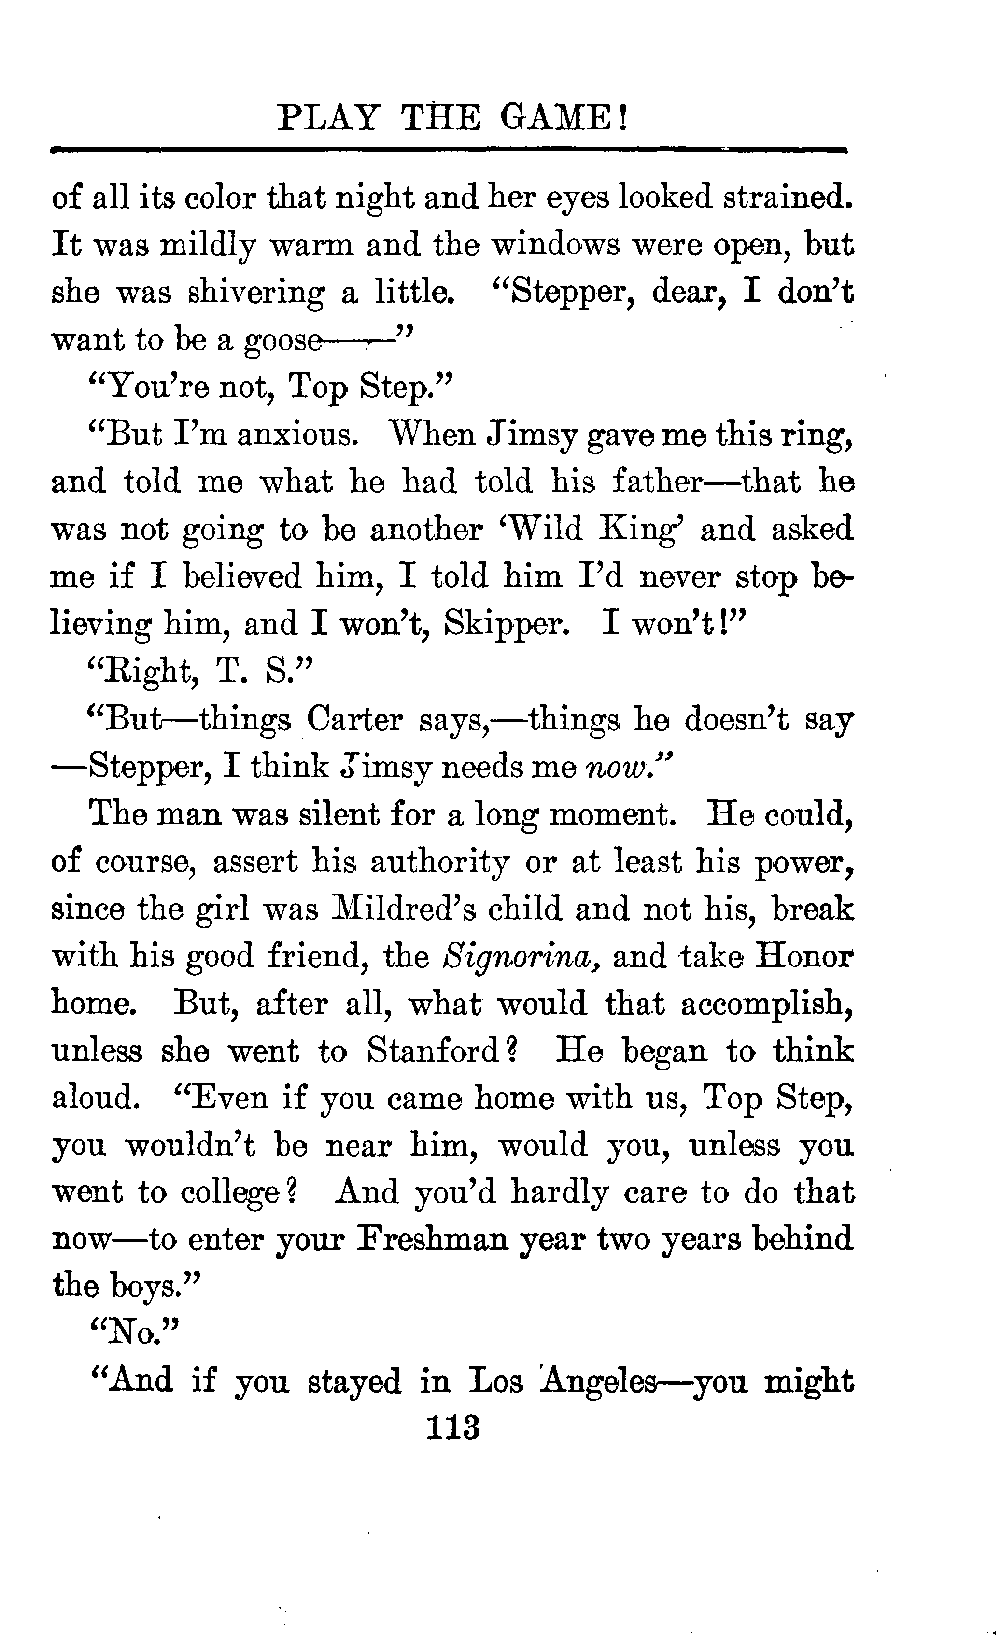 PLAY THE GAME!
of all its color that night and her eyes looked strained.
It was mildly warm and the windows were open, but
she was shivering a little. “Stepper, dear, I don’t
want to be a goose——”
“You’re not, Top Step.”
“But I’m anxious. When Jimsy gave me this ring,
and told me what he had told his father—that he
was not going to be another ‘Wild King’ and asked
me if I believed him, I told him I’d never stop be-
lieving him, and I won’t, Skipper. I won’t!”
“Right, T. S.”
“But—things Carter says,—things he doesn’t say
—Stepper, I think Jimsy needs me now.”
The man was silent for a long moment. He could,
of course, assert his authority or at least his power,
since the girl was Mildred’s child and not his, break
with his good friend, the Signorina, and take Honor
home. But, after all, what would that accomplish,
unless she went to Stanford? He began to think
aloud. “Even if you came home with us, Top Step,
you wouldn’t be near him, would you, unless you
went to college? And you’d hardly care to do that
now—to enter your Freshman year two years behind
the boys.”
“No.”
“And if you stayed in Los Angeles—you might
113